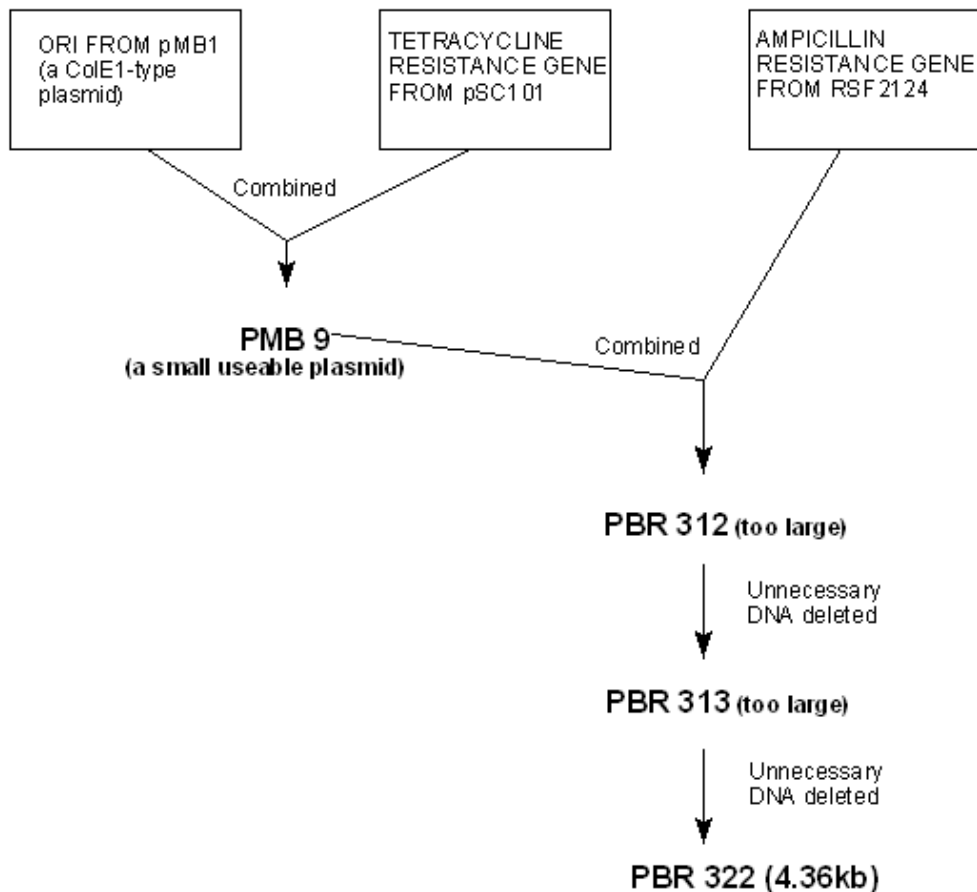 ORI FROM pMB1
(a ColE1-type
plasmid)
TETRACYCLINE
RESISTANCE GENE
FROM pSC101
AMPICILLIN
RESISTANCE GENE
FROM RSF2124
Combined
PMB 9
(a small useable plasmid)
Combined
PBR 312 (too large)
Unnecessary
DNA deleted
PBR 313 (too large)
Unnecessary
DNA deleted
PBR 322 (4.36kb)